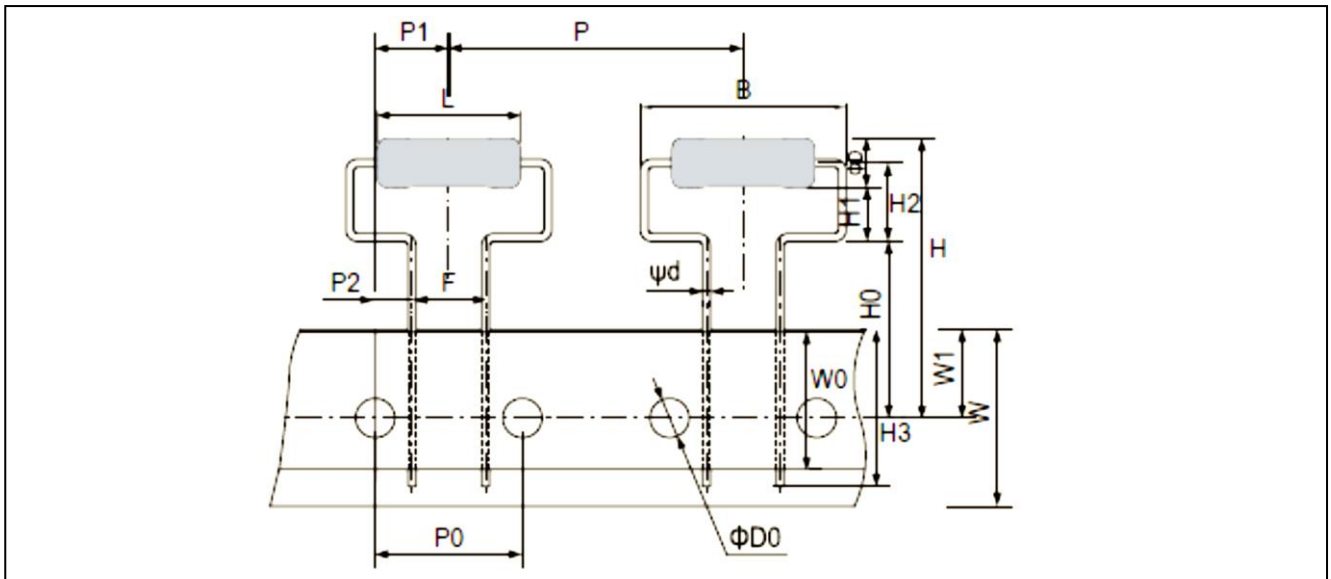 P1 P
L B
φD
H1 H2 H
P2 F ψd
H0
W0 W1 W
H3
P0 ΦD0